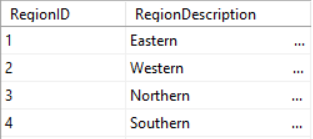 RegionID RegionDescription
1 Eastern ...
2 Western ...
3 Northern ...
4 Southern ...